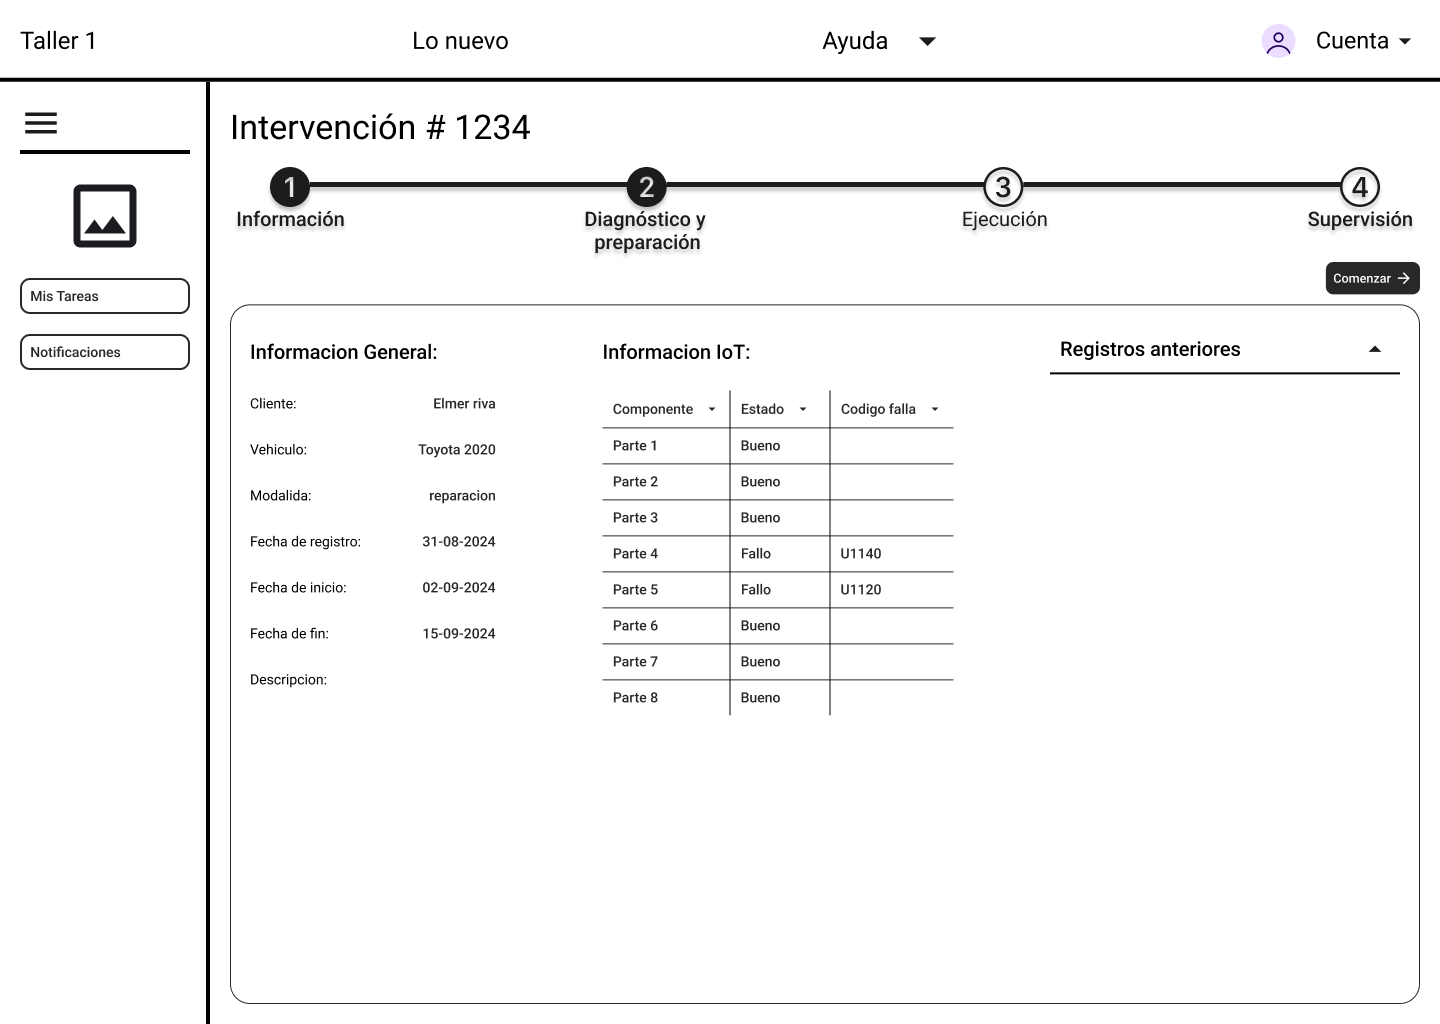 Taller 1
Lo nuevo
Ayuda
Cuenta
Intervención # 1234
1
2
3
4
Información
Diagnóstico y
preparación
Ejecución
Supervisión
Comenzar
Mis Tareas
Notificaciones
Informacion General:
Cliente: Elmer riva
Vehiculo: Toyota 2020
Modalida: reparacion
Fecha de registro: 31-08-2024
Fecha de inicio: 02-09-2024
Fecha de fin: 15-09-2024
Descripcion:
Informacion IoT:
Componente Estado Codigo falla
Parte 1 Bueno
Parte 2 Bueno
Parte 3 Bueno
Parte 4 Fallo U1140
Parte 5 Fallo U1120
Parte 6 Bueno
Parte 7 Bueno
Parte 8 Bueno
Registros anteriores